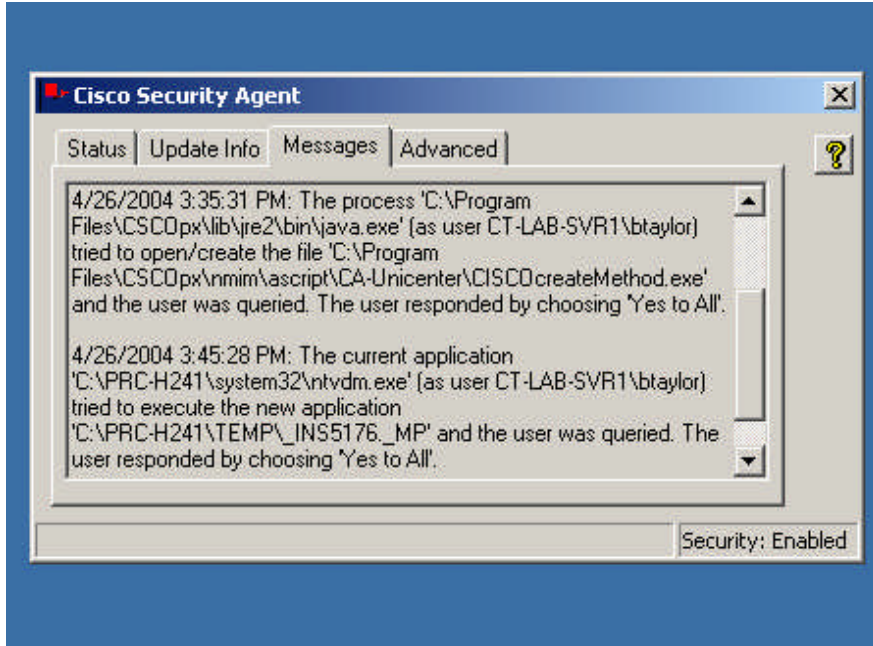 Cisco Security Agent
Status Update Info Messages Advanced
4/26/2004 3:35:31 PM: The process 'C:\Program
Files\CSCOpx\lib\jre2\bin\java.exe' (as user CT-LAB-SVR1\btaylor)
tried to open/create the file 'C:\Program
Files\CSCOpx\nmim\ascript\CA-Unicenter\CISCOcreateMethod.exe'
and the user was queried. The user responded by choosing 'Yes to All'.
4/26/2004 3:45:28 PM: The current application
'C:\PRC-H241\system32\ntvdm.exe' (as user CT-LAB-SVR1\btaylor)
tried to execute the new application
'C:\PRC-H241\TEMP\_INS5176._MP' and the user was queried. The
user responded by choosing 'Yes to All'.
Security: Enabled